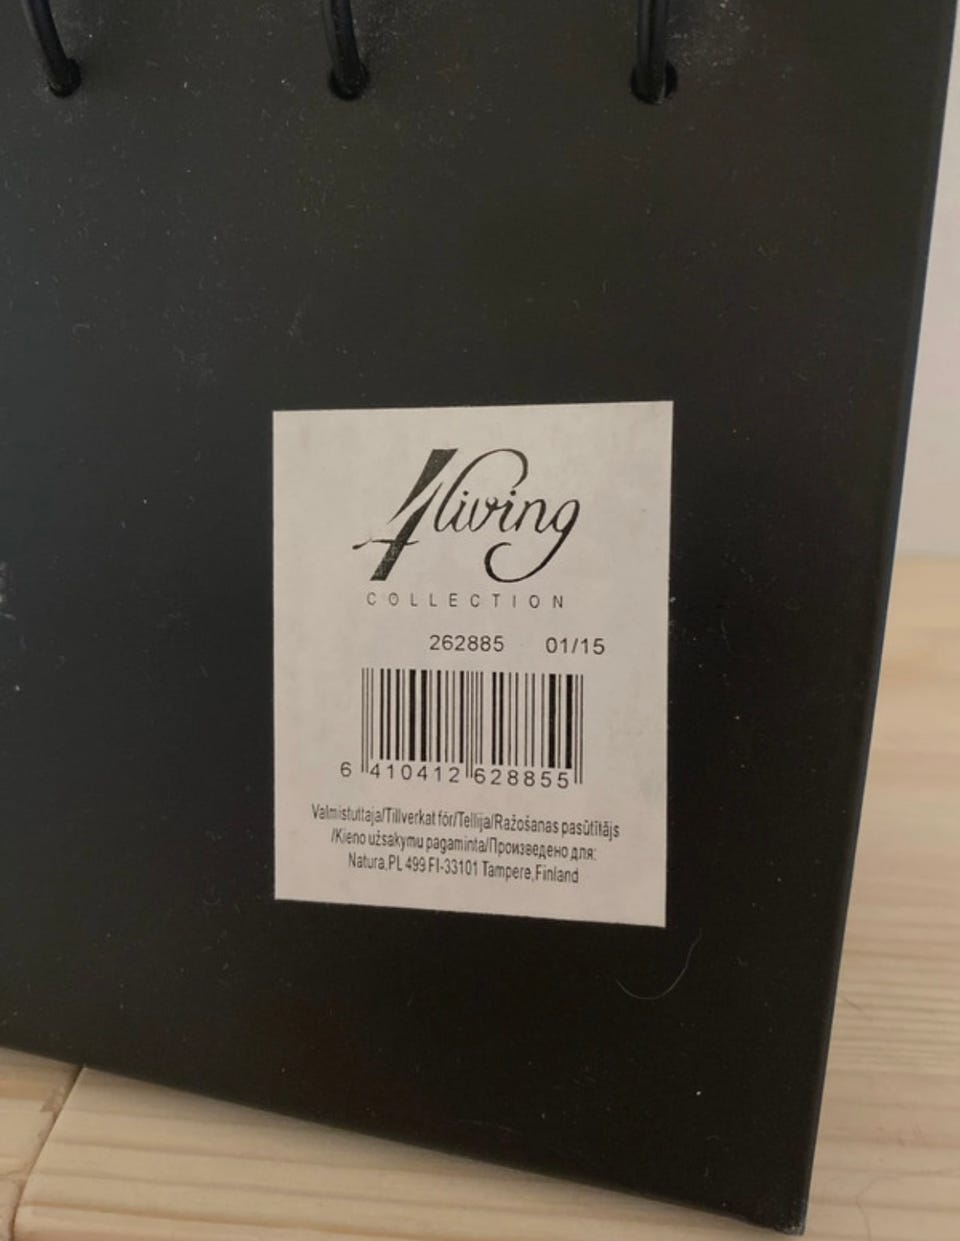 4living
COLLECTION
262885 01/15
6 410412 628855
Valmistuttaja/Tillverkat för/Tellija/Ražošanas pasūtītājs
/Kieno užsakymu pagaminta/Произведено для:
Natura,PL 499 FI-33101 Tampere,Finland